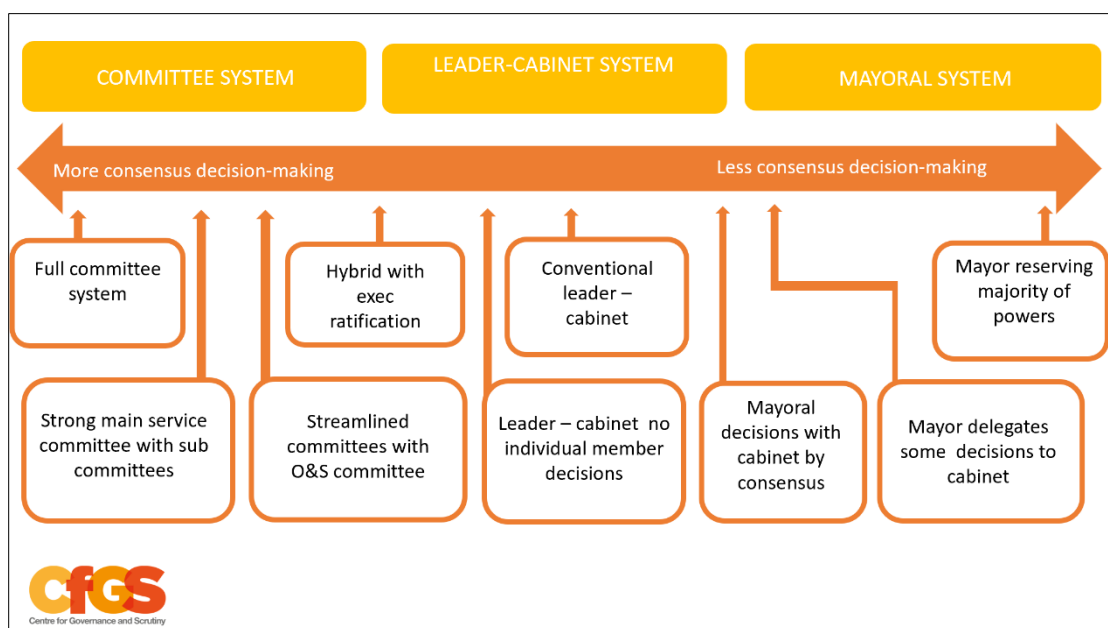 COMMITTEE SYSTEM
LEADER-CABINET SYSTEM
MAYORAL SYSTEM
More consensus decision-making
Less consensus decision-making
Full committee
system
Hybrid with
exec
ratification
Conventional
leader –
cabinet
Mayor reserving
majority of
powers
Strong main service
committee with sub
committees
Streamlined
committees with
O&S committee
Leader – cabinet no
individual member
decisions
Mayoral
decisions with
cabinet by
consensus
Mayor delegates
some decisions to
cabinet
CfGS
Centre for Governance and Scrutiny